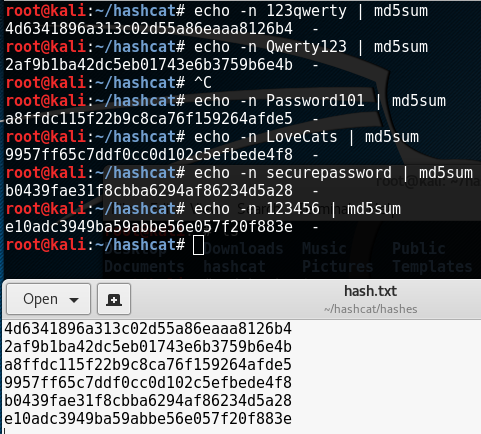 root@kali:~/hashcat# echo -n 123qwerty | md5sum
4d6341896a313c02d55a86eaaa8126b4  -
root@kali:~/hashcat# echo -n Qwerty123 | md5sum
2af9b1ba42dc5eb01743e6b3759b6e4b  -
root@kali:~/hashcat# ^C
root@kali:~/hashcat# echo -n Password101 | md5sum
a8ffdc115f22b9c8ca76f159264afde5  -
root@kali:~/hashcat# echo -n LoveCats | md5sum
9957ff65c7ddf0cc0d102c5efbede4f8  -
root@kali:~/hashcat# echo -n securepassword | md5sum
b0439fae31f8cbba6294af86234d5a28  -
root@kali:~/hashcat# echo -n 123456 | md5sum
e10adc3949ba59abbe56e057f20f883e  -
root@kali:~/hashcat#
Desktop Downloads Music Public
Documents hashcat Pictures Templates
Open
hash.txt
~/hashcat/hashes
4d6341896a313c02d55a86eaaa8126b4
2af9b1ba42dc5eb01743e6b3759b6e4b
a8ffdc115f22b9c8ca76f159264afde5
9957ff65c7ddf0cc0d102c5efbede4f8
b0439fae31f8cbba6294af86234d5a28
e10adc3949ba59abbe56e057f20f883e